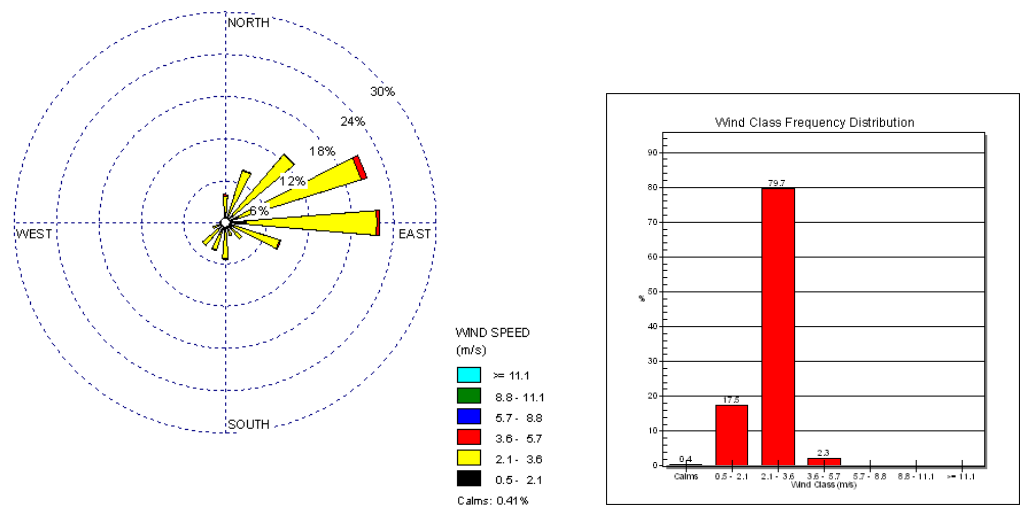 NORTH
30%
24%
18%
12%
6%
WEST
EAST
SOUTH
WIND SPEED
(m/s)
>= 11.1
8.8 - 11.1
5.7 - 8.8
3.6 - 5.7
2.1 - 3.6
0.5 - 2.1
Calms: 0.41%
Wind Class Frequency Distribution
90
80
70
60
50
40
30
20
10
0
%
0.4
17.5
79.7
2.3
Calms 0.5 - 2.1 2.1 - 3.6 3.6 - 5.7 5.7 - 8.8 8.8 - 11.1 >= 11.1
Wind Class (m/s)